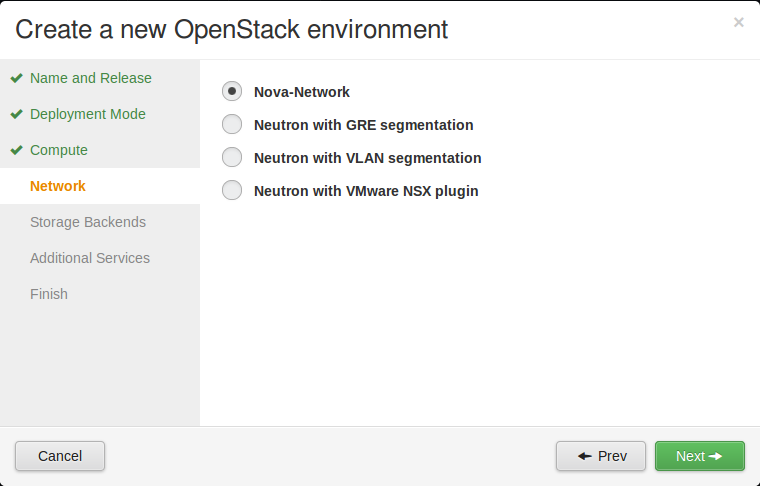 Create a new OpenStack environment
×
Name and Release
Deployment Mode
Compute
Network
Storage Backends
Additional Services
Finish
Nova-Network
Neutron with GRE segmentation
Neutron with VLAN segmentation
Neutron with VMware NSX plugin
Cancel
Prev
Next